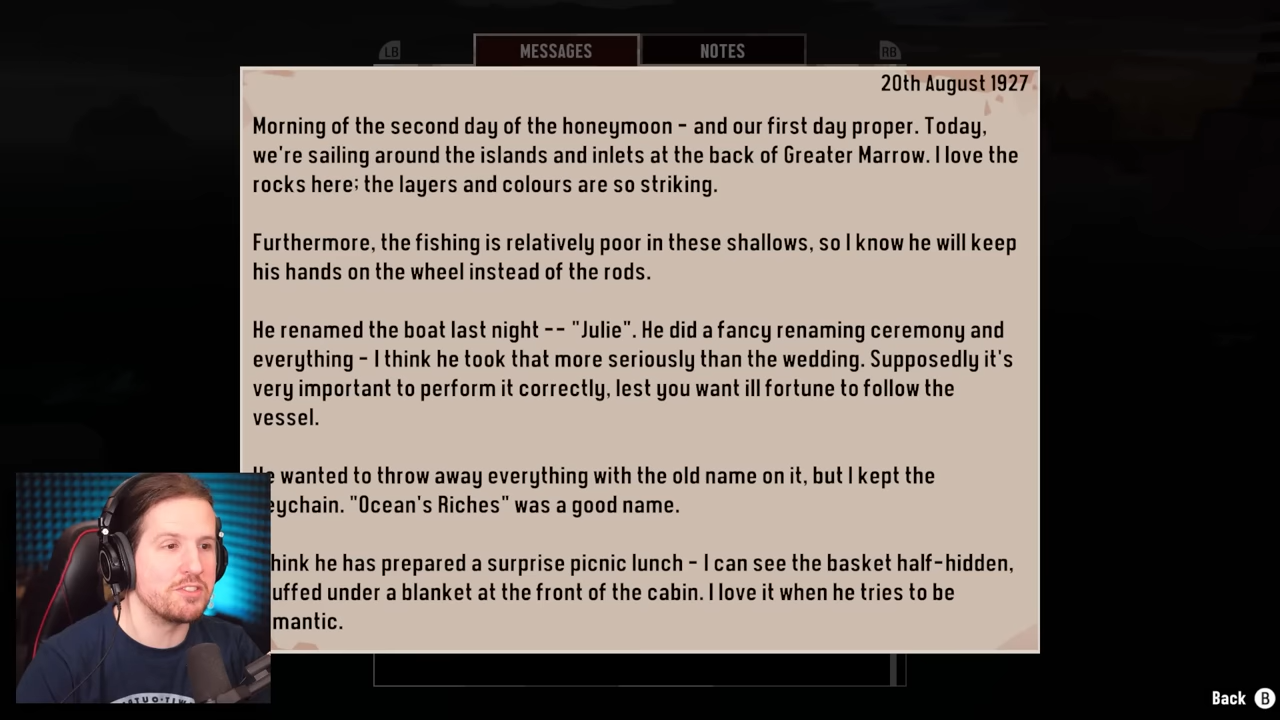 LB
MESSAGES
NOTES
RB
20th August 1927
Morning of the second day of the honeymoon - and our first day proper. Today,
we're sailing around the islands and inlets at the back of Greater Marrow. I love the
rocks here; the layers and colours are so striking.
Furthermore, the fishing is relatively poor in these shallows, so I know he will keep
his hands on the wheel instead of the rods.
He renamed the boat last night -- "Julie". He did a fancy renaming ceremony and
everything - I think he took that more seriously than the wedding. Supposedly it's
very important to perform it correctly, lest you want ill fortune to follow the
vessel.
He wanted to throw away everything with the old name on it, but I kept the
eychain. "Ocean's Riches" was a good name.
hink he has prepared a surprise picnic lunch - I can see the basket half-hidden,
uffed under a blanket at the front of the cabin. I love it when he tries to be
mantic.
Back B